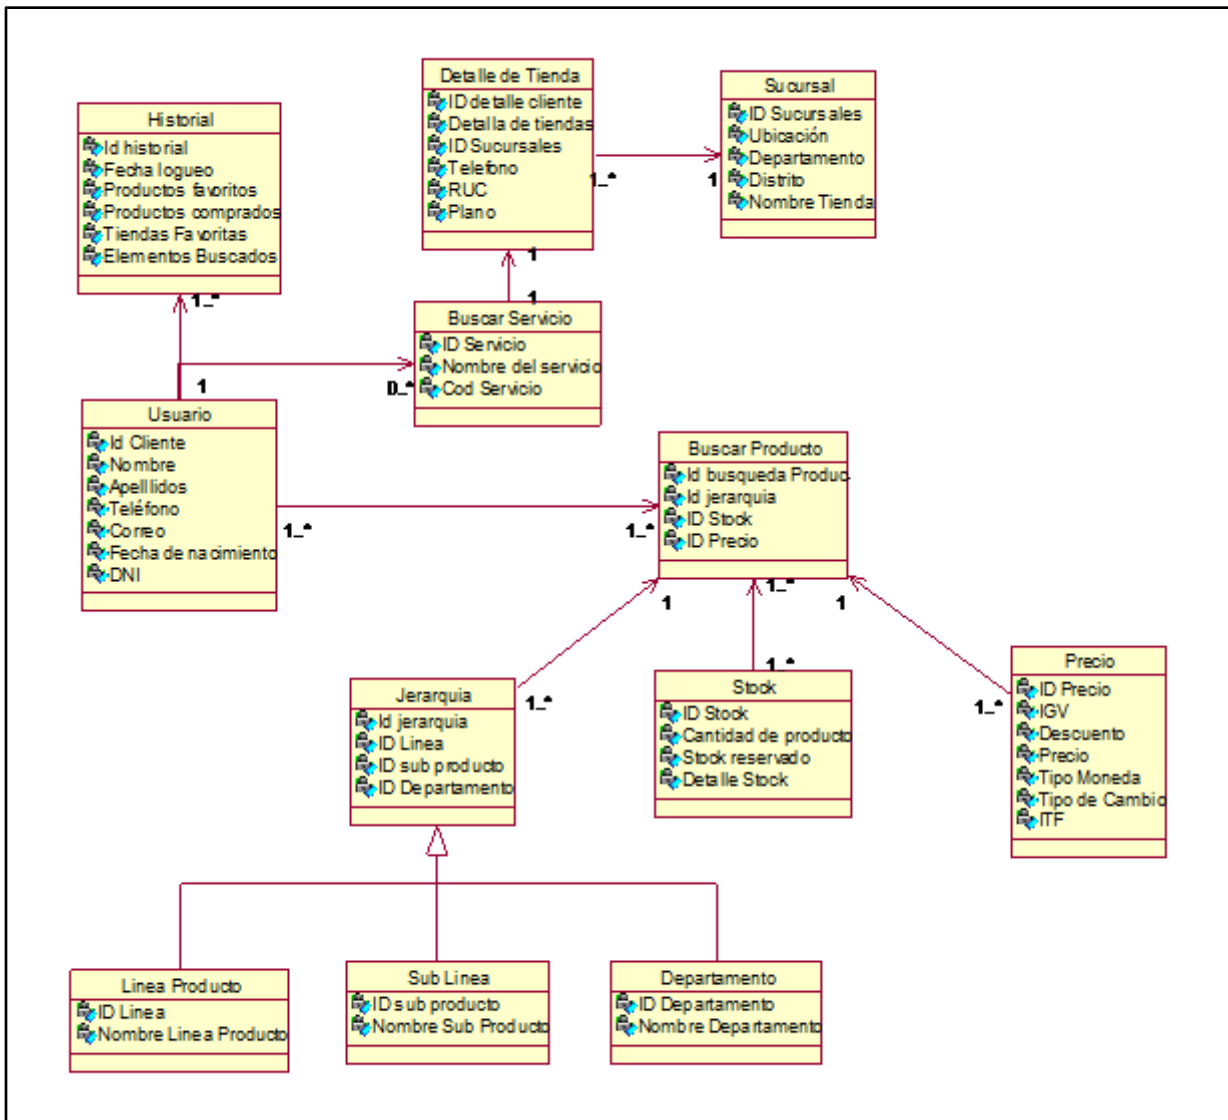 Detalle de Tienda
ID detalle cliente
Detalla de tiendas
ID Sucursales
Telefono
RUC
Plano
1..*
1
Sucursal
ID Sucursales
Ubicación
Departamento
Distrito
Nombre Tienda
Historial
Id historial
Fecha logueo
Productos favoritos
Productos comprados
Tiendas Favoritas
Elementos Buscados
1..*
1
1
1
Buscar Servicio
ID Servicio
Nombre del servicio
Cod Servicio
0..*
Usuario
Id Cliente
Nombre
Apelllidos
Teléfono
Correo
Fecha de nacimiento
DNI
1..*
1..*
Buscar Producto
Id busqueda Produc
Id jerarquia
ID Stock
ID Precio
1
1..*
1
1..*
1..*
1..*
Jerarquia
Id jerarquia
ID Linea
ID sub producto
ID Departamento
Stock
ID Stock
Cantidad de producto
Stock reservado
Detalle Stock
Precio
ID Precio
IGV
Descuento
Precio
Tipo Moneda
Tipo de Cambio
ITF
Linea Producto
ID Linea
Nombre Linea Producto
Sub Linea
ID sub producto
Nombre Sub Producto
Departamento
ID Departamento
Nombre Departamento